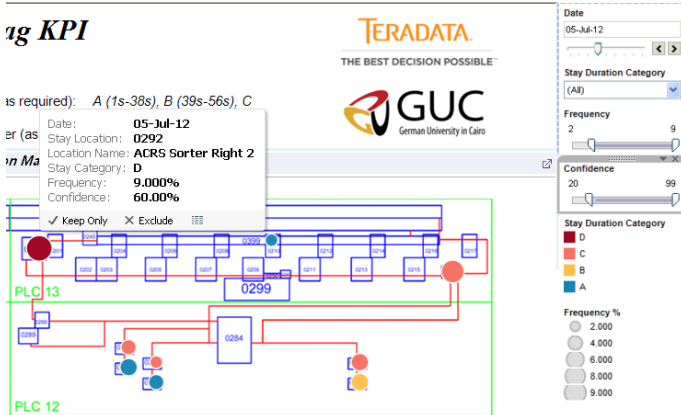 ag KPI
TERADATA.
THE BEST DECISION POSSIBLE™
GUC
German University in Cairo
as required): A (1s-38s), B (39s-56s), C
er (as
on Ma
Date: 05-Jul-12
Stay Location: 0292
Location Name: ACRS Sorter Right 2
Stay Category: D
Frequency: 9.000%
Confidence: 60.00%
Keep Only Exclude
0201 0204 0206 0208 0399 0210 0212 0214 0216 0217
0202 0203 0205 0207 0209 0211 0213 0215
0299
PLC 13
0289
0284
PLC 12
Date
05-Jul-12
Stay Duration Category
(All)
Frequency
2 9
Confidence
20 99
Stay Duration Category
D
C
B
A
Frequency %
2.000
4.000
6.000
8.000
9.000